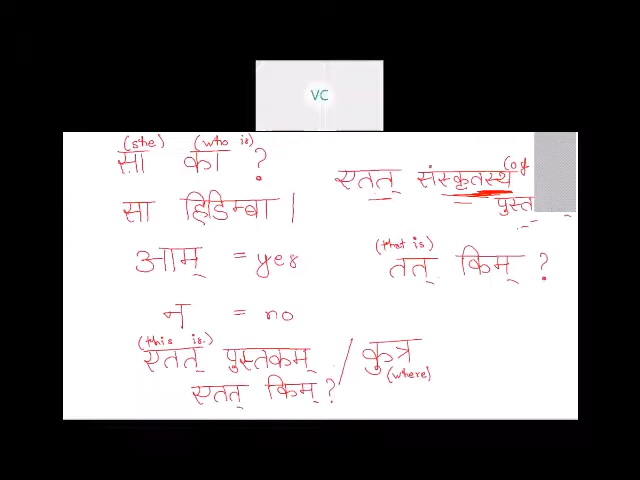 VC
(she) (who is)
सा का ?
सा हिडिम्बा |
आम् = yes
न = no
(this is.)
एतत् पुस्तकम् / कुत्र
(where)
एतत् किम् ?
(of
एतत् संस्कृतस्थ
पुस्त
(that is)
तत् किम् ?